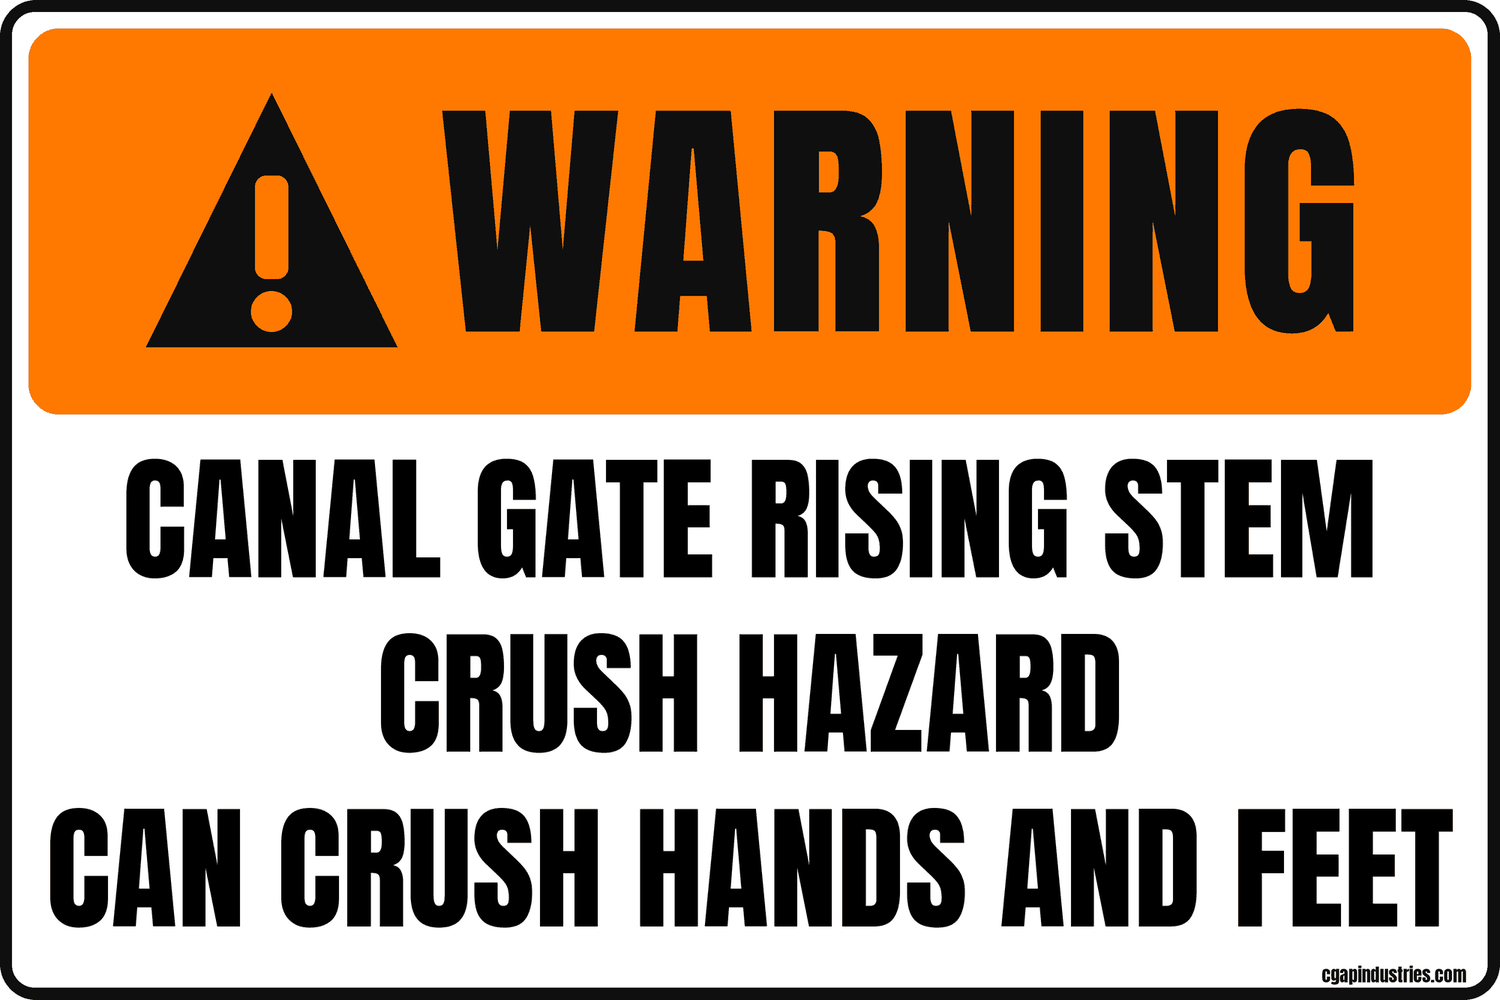 WARNING
CANAL GATE RISING STEM
CRUSH HAZARD
CAN CRUSH HANDS AND FEET
cgapindustries.com